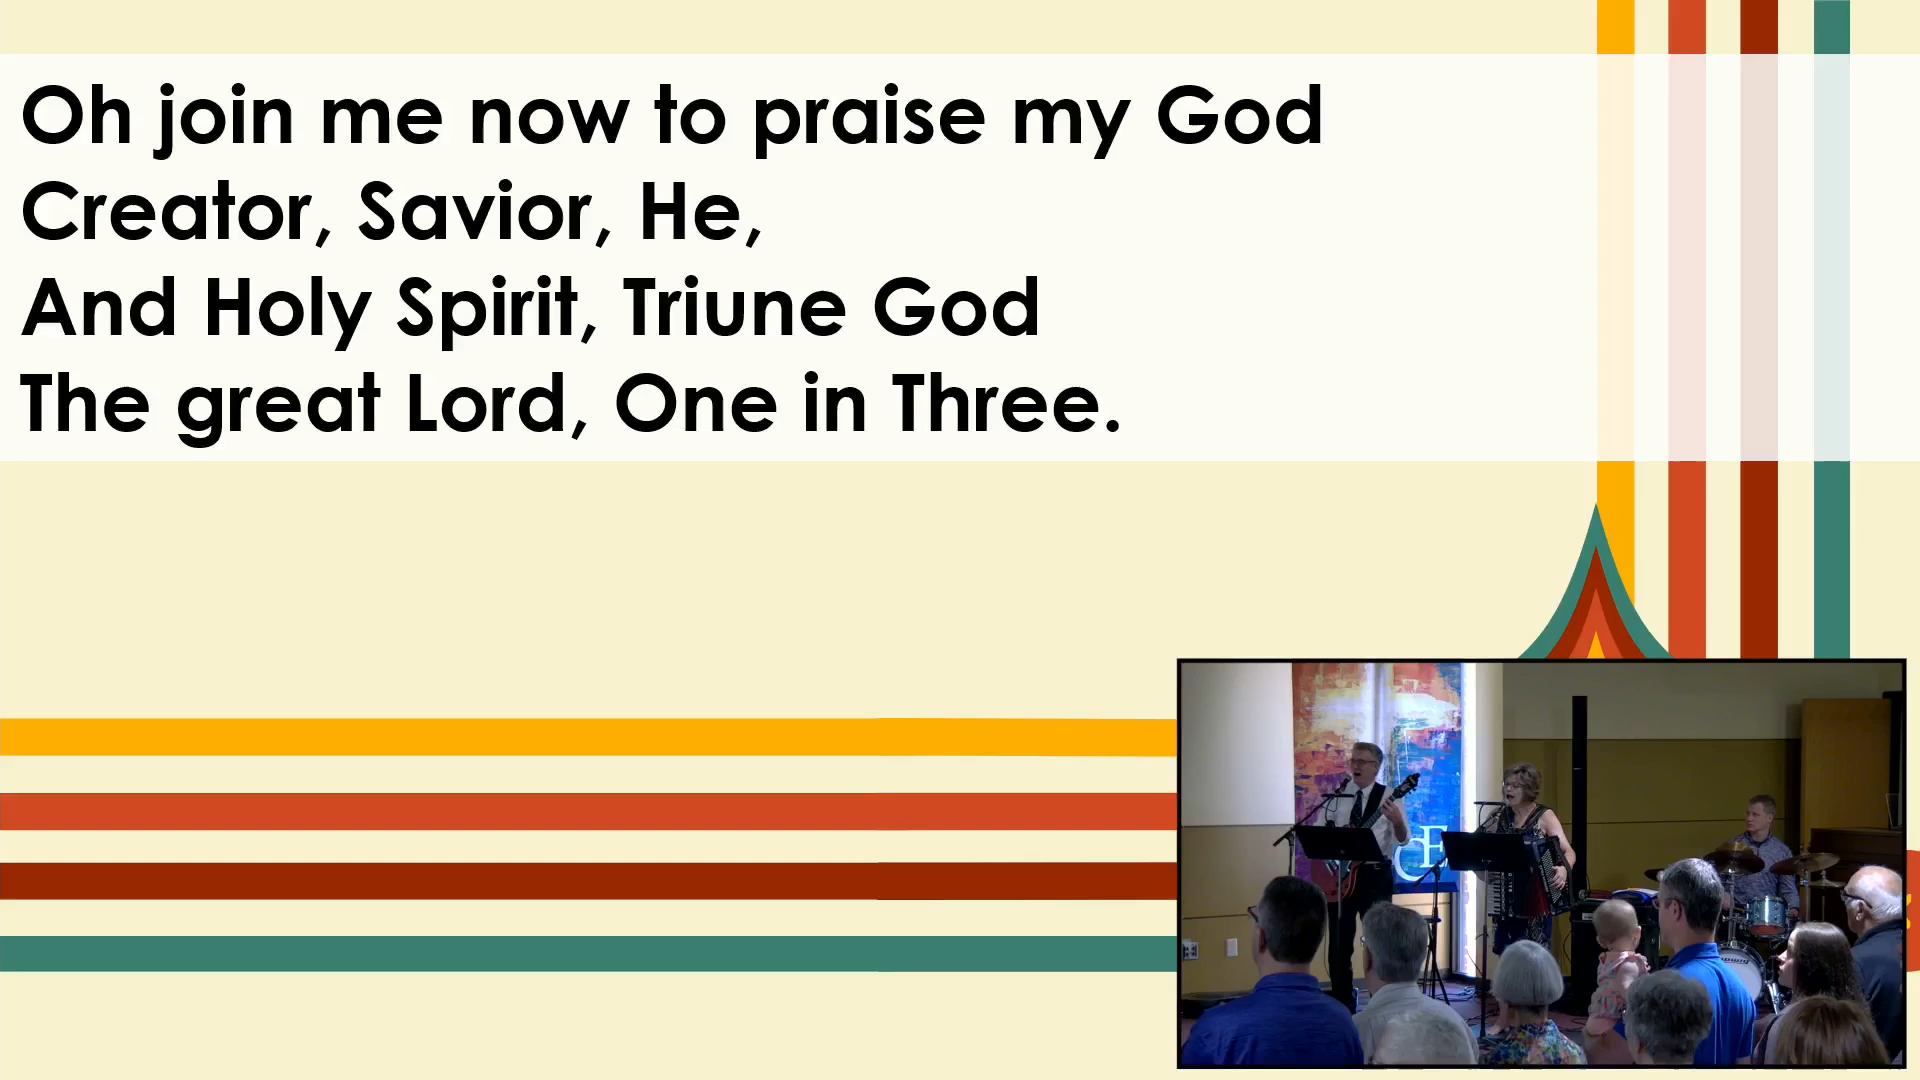 Oh join me now to praise my God
Creator, Savior, He,
And Holy Spirit, Triune God
The great Lord, One in Three.